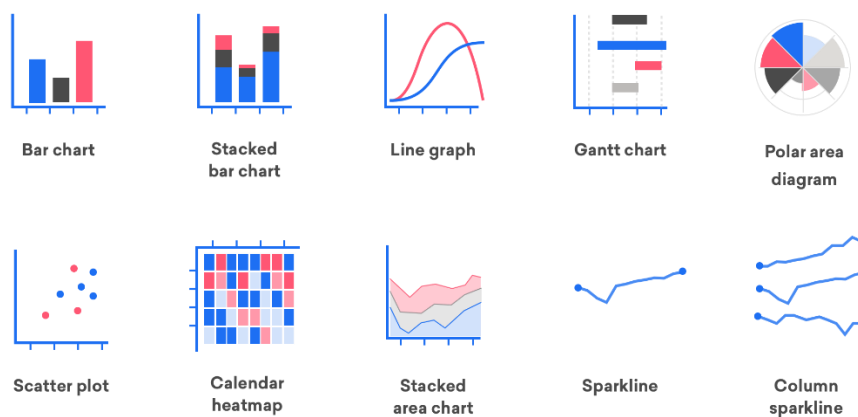 Bar chart
Stacked
bar chart
Line graph
Gantt chart
Polar area
diagram
Scatter plot
Calendar
heatmap
Stacked
area chart
Sparkline
Column
sparkline